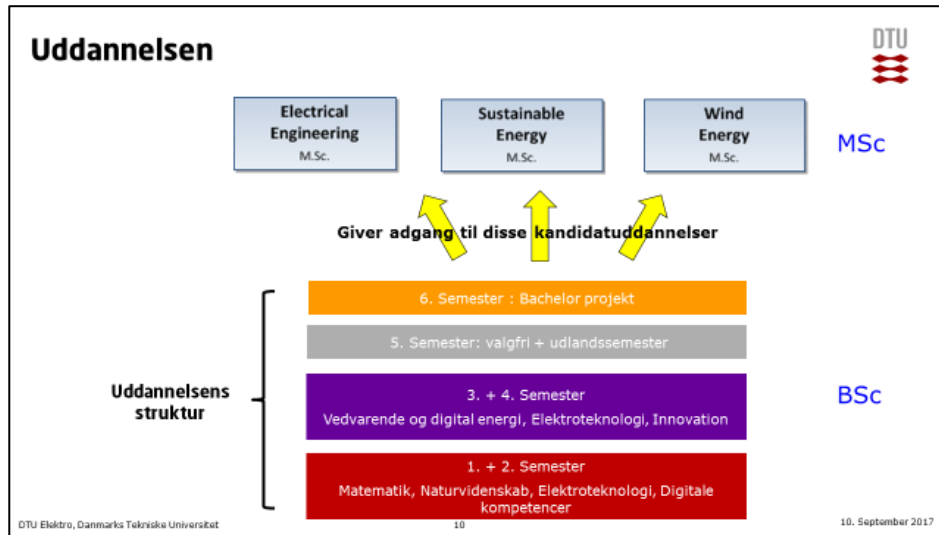 Uddannelsen
DTU
Electrical
Engineering
M.Sc.
Sustainable
Energy
M.Sc.
Wind
Energy
M.Sc.
MSc
Giver adgang til disse kandidatuddannelser
6. Semester : Bachelor projekt
5. Semester: valgfri + udlandssemester
Uddannelsens
struktur
3. + 4. Semester
Vedvarende og digital energi, Elektroteknologi, Innovation
BSc
1. + 2. Semester
Matematik, Naturvidenskab, Elektroteknologi, Digitale
kompetencer
DTU Elektro, Danmarks Tekniske Universitet
10
10. September 2017